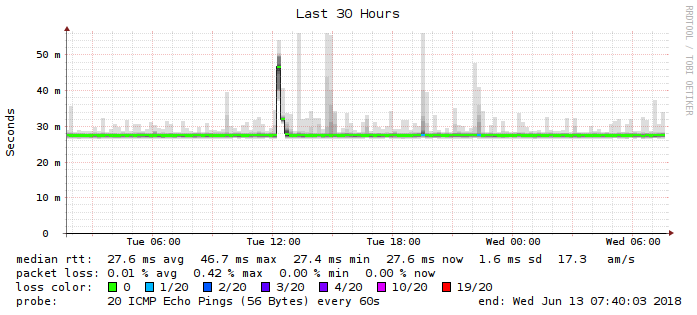 Last 30 Hours
RRDTOOL / TOBI OETIKER
Seconds
50 m
40 m
30 m
20 m
10 m
0
Tue 06:00 Tue 12:00 Tue 18:00 Wed 00:00 Wed 06:00
median rtt: 27.6 ms avg 46.7 ms max 27.4 ms min 27.6 ms now 1.6 ms sd 17.3 am/s
packet loss: 0.01 % avg 0.42 % max 0.00 % min 0.00 % now
loss color: 0 1/20 2/20 3/20 4/20 10/20 19/20
probe: 20 ICMP Echo Pings (56 Bytes) every 60s end: Wed Jun 13 07:40:03 2018